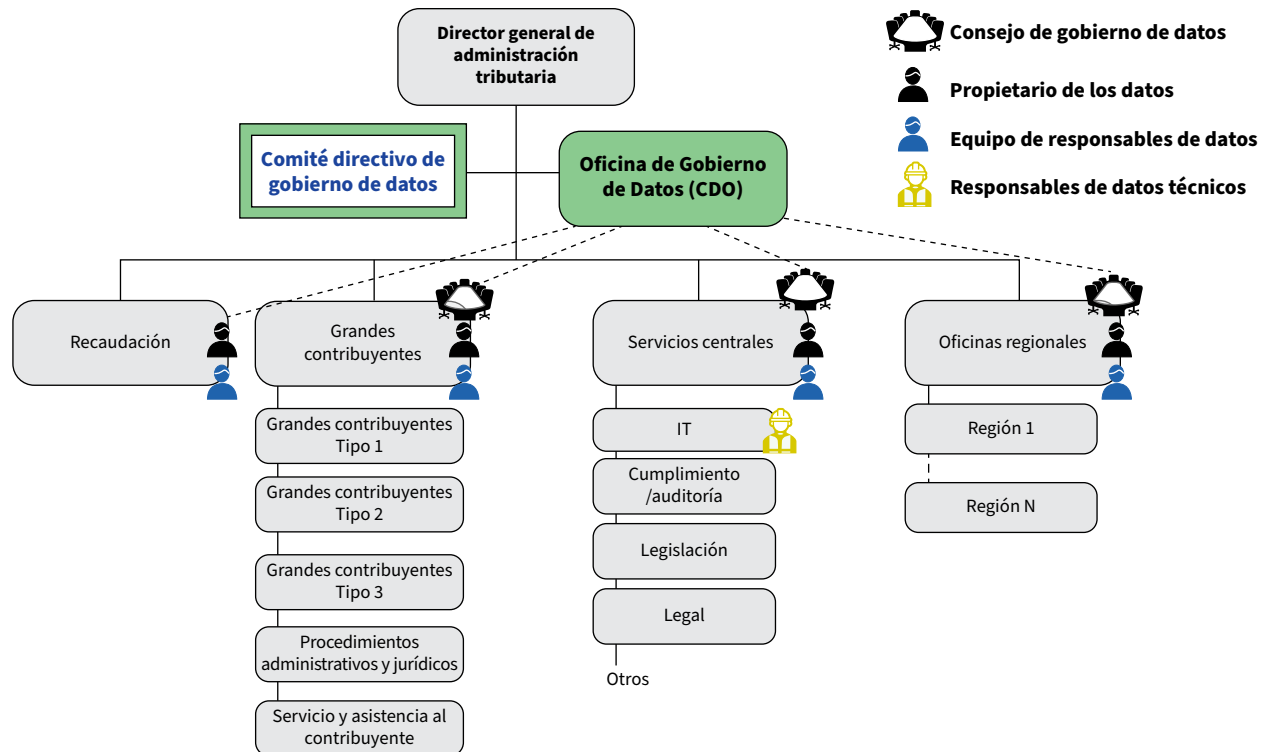 Director general de
administración
tributaria
Consejo de gobierno de datos
Propietario de los datos
Equipo de responsables de datos
Responsables de datos técnicos
Comité directivo de
gobierno de datos
Oficina de Gobierno
de Datos (CDO)
Recaudación
Grandes
contribuyentes
Servicios centrales
Oficinas regionales
Grandes contribuyentes
Tipo 1
Grandes contribuyentes
Tipo 2
Grandes contribuyentes
Tipo 3
Procedimientos
administrativos y jurídicos
Servicio y asistencia al
contribuyente
IT
Cumplimiento
/auditoría
Legislación
Legal
Otros
Región 1
Región N